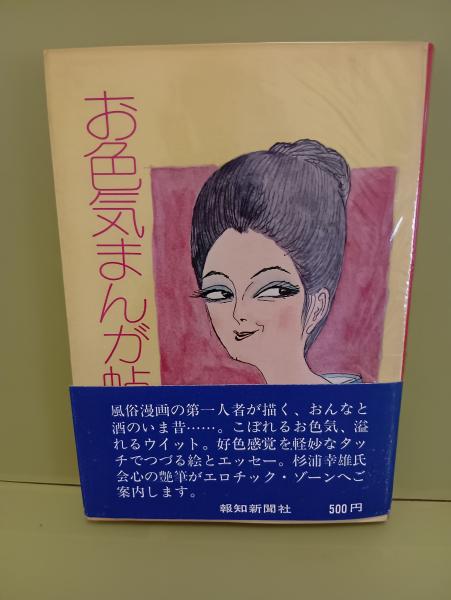 お色気まんが帖
風俗漫画の第一人者が描く、おんなと
酒のいま昔……。こぼれるお色気、溢
れるウイット。好色感覚を軽妙なタッ
チでつづる絵とエッセー。杉浦幸雄氏
会心の艶筆がエロチック・ゾーンへご
案内します。
報知新聞社
500円